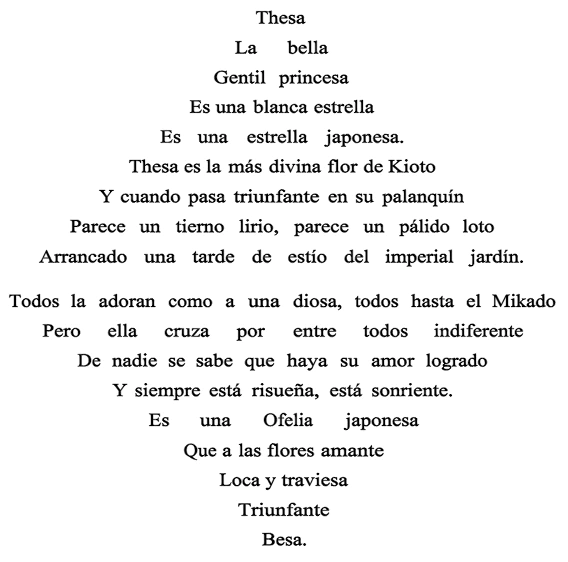 Thesa
La bella
Gentil princesa
Es una blanca estrella
Es una estrella japonesa.
Thesa es la más divina flor de Kioto
Y cuando pasa triunfante en su palanquín
Parece un tierno lirio, parece un pálido loto
Arrancado una tarde de estío del imperial jardín.
Todos la adoran como a una diosa, todos hasta el Mikado
Pero ella cruza por entre todos indiferente
De nadie se sabe que haya su amor logrado
Y siempre está risueña, está sonriente.
Es una Ofelia japonesa
Que a las flores amante
Loca y traviesa
Triunfante
Besa.